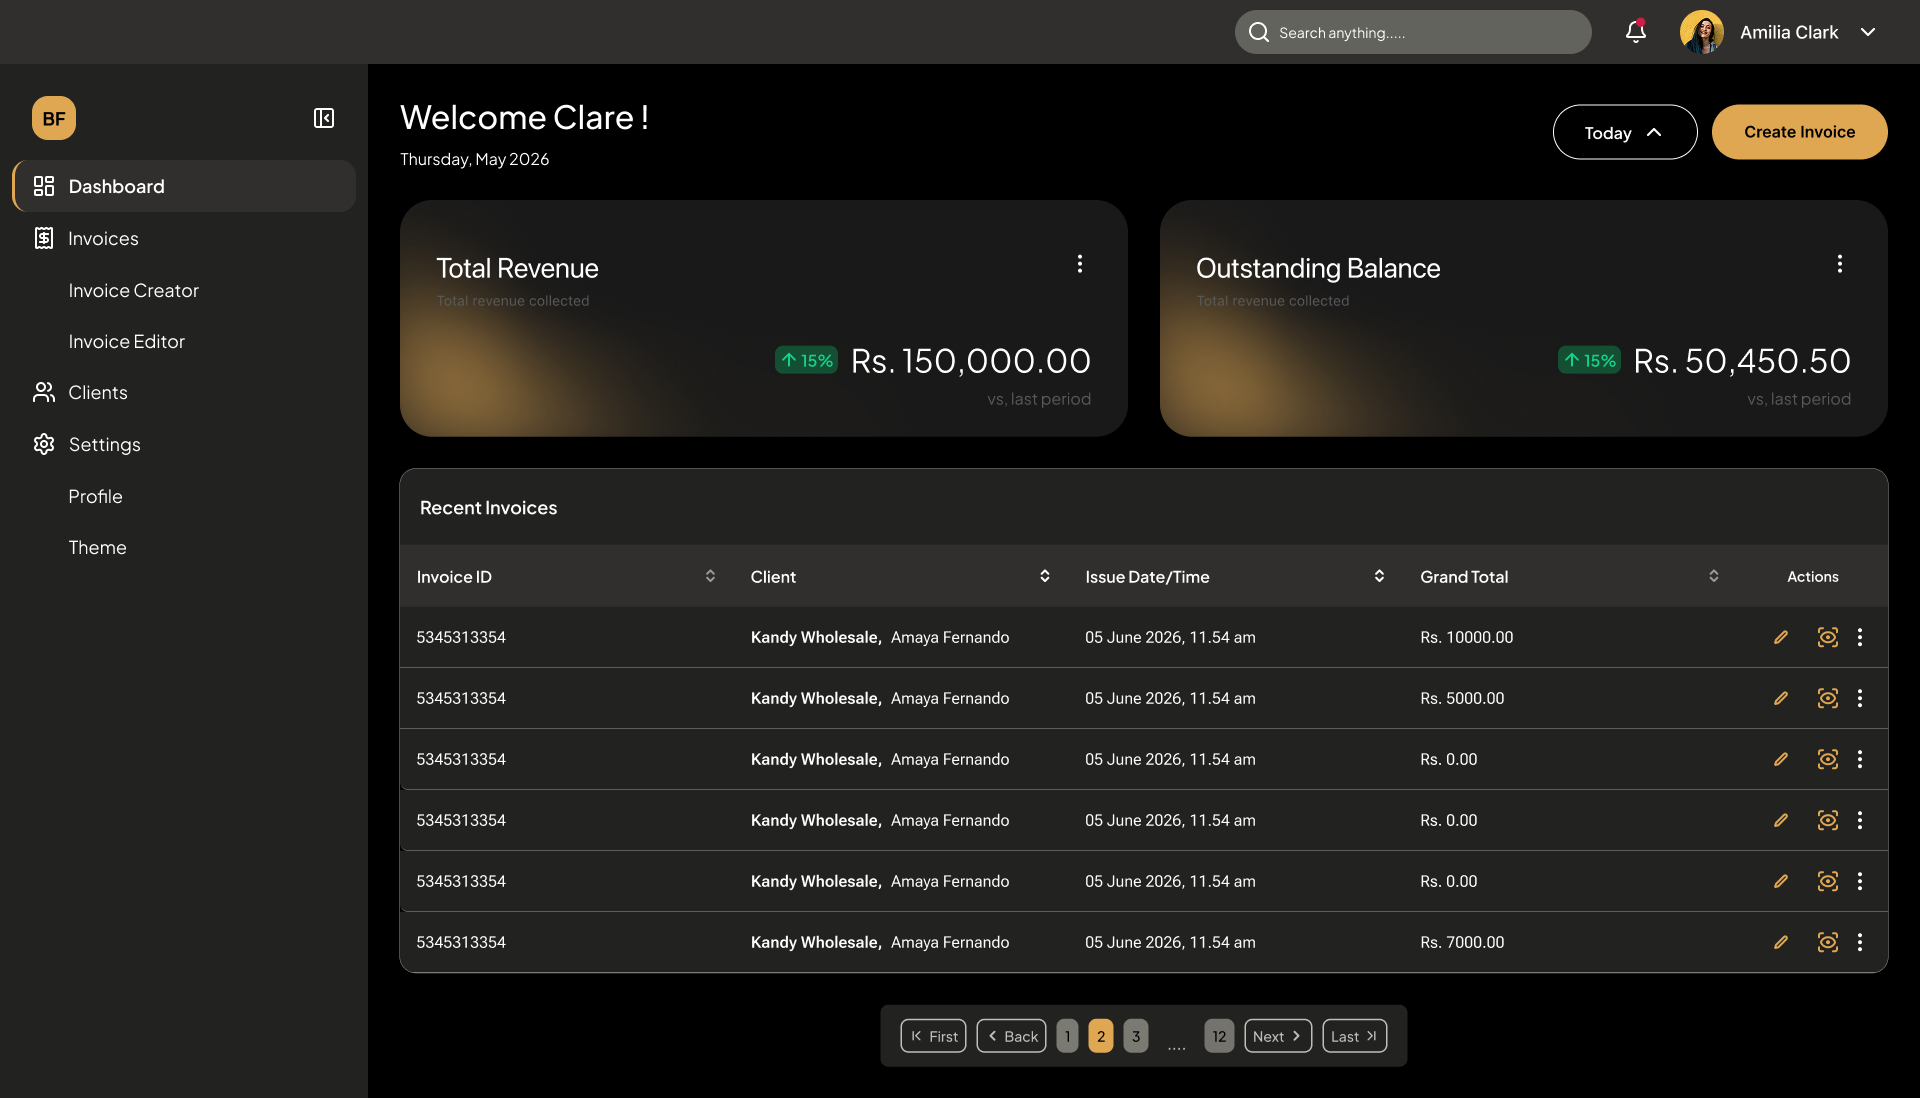 Search anything.....
Amilia Clark
BF
Dashboard
Invoices
Invoice Creator
Invoice Editor
Clients
Settings
Profile
Theme
Welcome Clare !
Thursday, May 2026
Today
Create Invoice
Total Revenue
Total revenue collected
15% Rs. 150,000.00
vs, last period
Outstanding Balance
Total revenue collected
15% Rs. 50,450.50
vs, last period
Recent Invoices
Invoice ID Client Issue Date/Time Grand Total Actions
5345313354 Kandy Wholesale, Amaya Fernando 05 June 2026, 11.54 am Rs. 10000.00
5345313354 Kandy Wholesale, Amaya Fernando 05 June 2026, 11.54 am Rs. 5000.00
5345313354 Kandy Wholesale, Amaya Fernando 05 June 2026, 11.54 am Rs. 0.00
5345313354 Kandy Wholesale, Amaya Fernando 05 June 2026, 11.54 am Rs. 0.00
5345313354 Kandy Wholesale, Amaya Fernando 05 June 2026, 11.54 am Rs. 0.00
5345313354 Kandy Wholesale, Amaya Fernando 05 June 2026, 11.54 am Rs. 7000.00
First Back 1 2 3 .... 12 Next Last